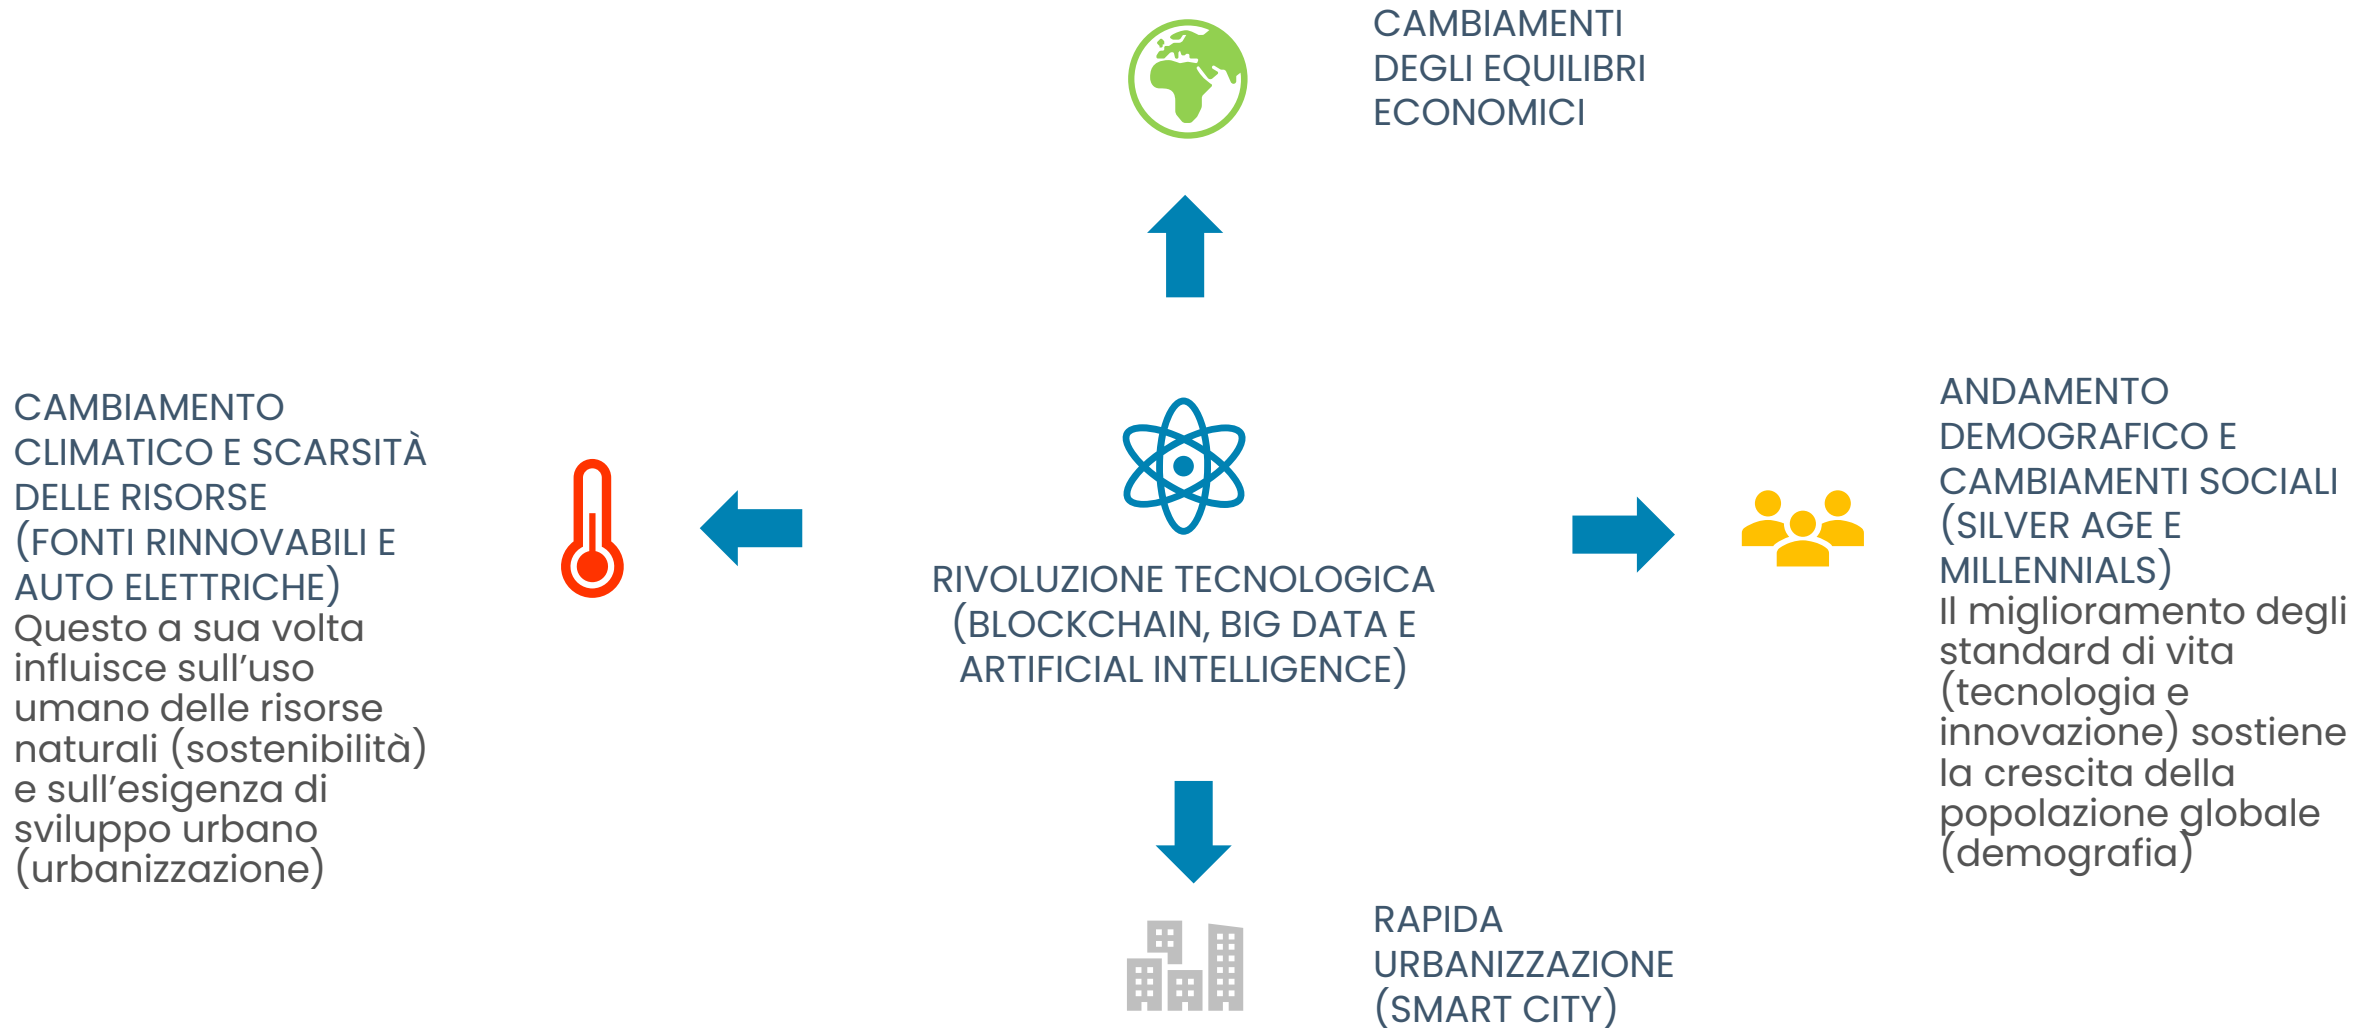 CAMBIAMENTI
DEGLI EQUILIBRI
ECONOMICI
CAMBIAMENTO
CLIMATICO E SCARSITÀ
DELLE RISORSE
(FONTI RINNOVABILI E
AUTO ELETTRICHE)
Questo a sua volta
influisce sull’uso
umano delle risorse
naturali (sostenibilità)
e sull’esigenza di
sviluppo urbano
(urbanizzazione)
RIVOLUZIONE TECNOLOGICA
(BLOCKCHAIN, BIG DATA E
ARTIFICIAL INTELLIGENCE)
ANDAMENTO
DEMOGRAFICO E
CAMBIAMENTI SOCIALI
(SILVER AGE E
MILLENNIALS)
Il miglioramento degli
standard di vita
(tecnologia e
innovazione) sostiene
la crescita della
popolazione globale
(demografia)
RAPIDA
URBANIZZAZIONE
(SMART CITY)